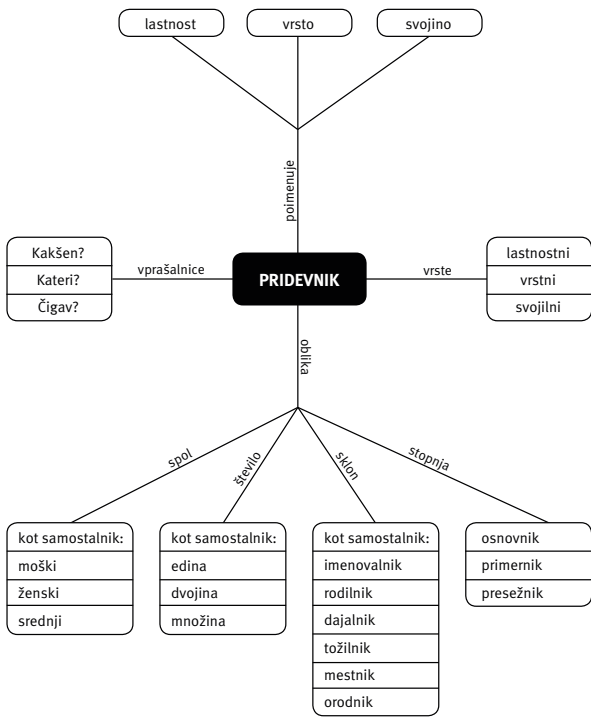 lastnost
vrsto
svojino
poimenuje
Kakšen?
Kateri?
Čigav?
vprašalnice
PRIDEVNIK
vrste
lastnostni
vrstni
svojilni
oblika
spol
število
sklon
stopnja
kot samostalnik:
moški
ženski
srednji
kot samostalnik:
edina
dvojina
množina
kot samostalnik:
imenovalnik
rodilnik
dajalnik
tožilnik
mestnik
orodnik
osnovnik
primernik
presežnik